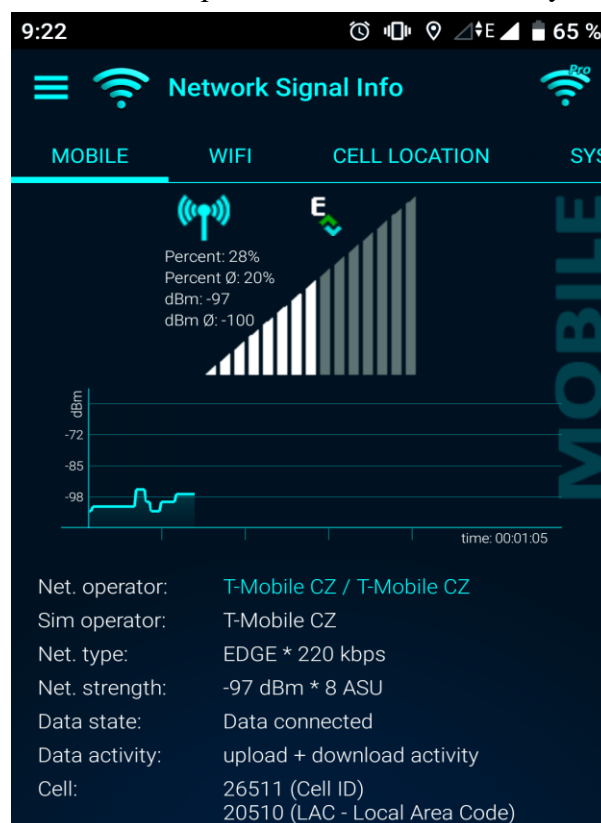 9:22 E 65 %
Network Signal Info Pro
MOBILE WIFI CELL LOCATION SYS
E
Percent: 28%
Percent Ø: 20%
dBm: -97
dBm Ø: -100
MOBILE
dBm
-72
-85
-98
time: 00:01:05
Net. operator: T-Mobile CZ / T-Mobile CZ
Sim operator: T-Mobile CZ
Net. type: EDGE * 220 kbps
Net. strength: -97 dBm * 8 ASU
Data state: Data connected
Data activity: upload + download activity
Cell: 26511 (Cell ID)
20510 (LAC - Local Area Code)